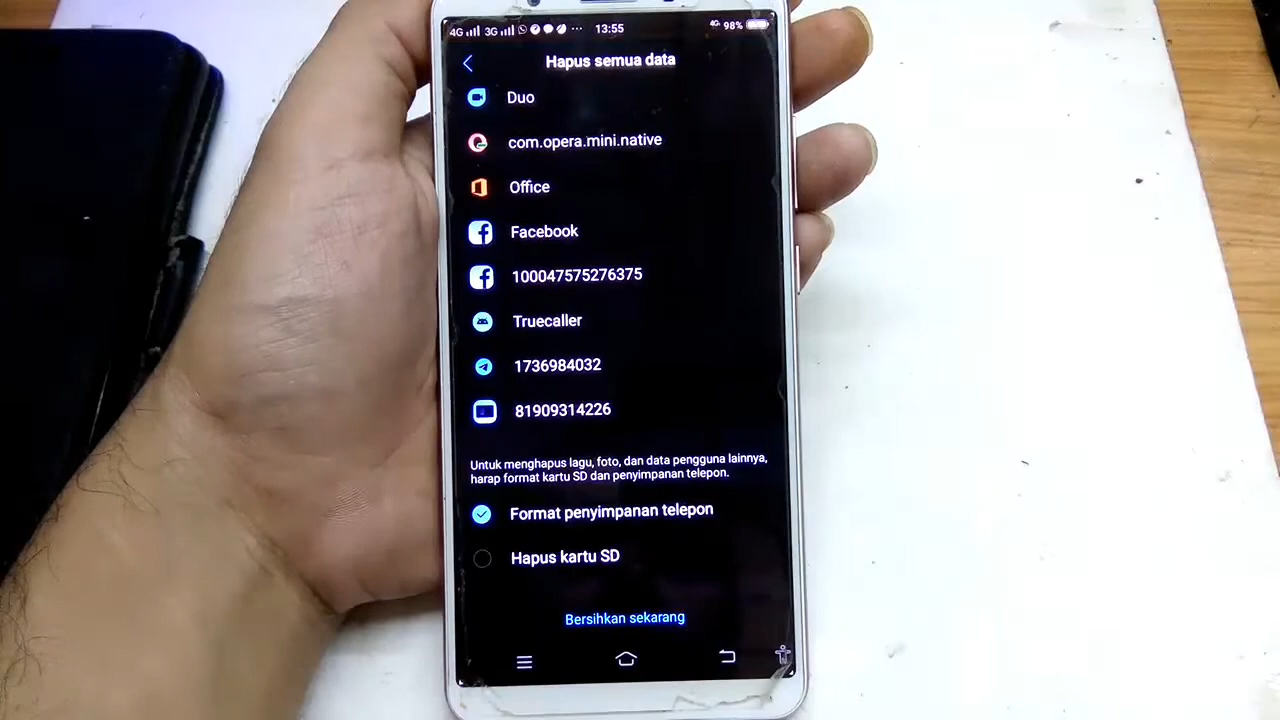 4G 3G 13:55 4G 98%
Hapus semua data
Duo
com.opera.mini.native
Office
Facebook
100047575276375
Truecaller
1736984032
81909314226
Untuk menghapus lagu, foto, dan data pengguna lainnya,
harap format kartu SD dan penyimpanan telepon.
Format penyimpanan telepon
Hapus kartu SD
Bersihkan sekarang